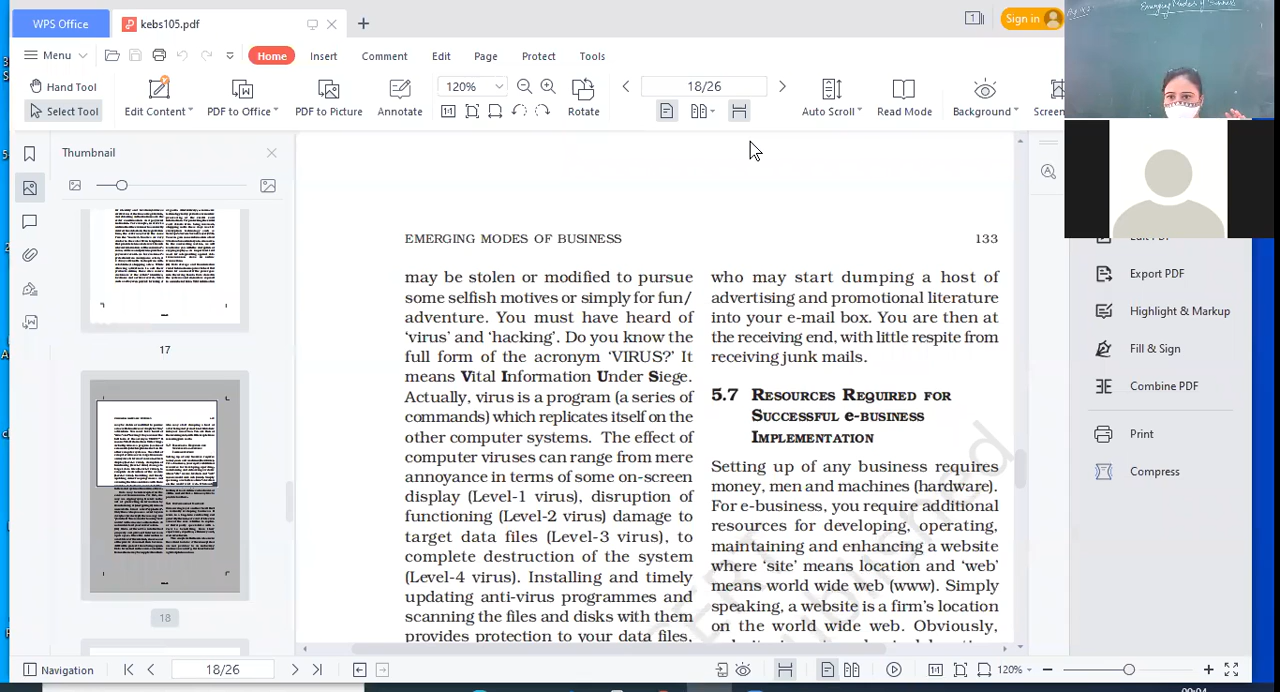 WPS Office
kebs105.pdf
Sign in
Emerging Modes of Business
Menu
Home
Insert
Comment
Edit
Page
Protect
Tools
Hand Tool
Select Tool
Edit Content
PDF to Office
PDF to Picture
Annotate
120%
Rotate
18/26
Auto Scroll
Read Mode
Background
Screen
Thumbnail
17
18
EMERGING MODES OF BUSINESS
133
may be stolen or modified to pursue
some selfish motives or simply for fun/
adventure. You must have heard of
‘virus’ and ‘hacking’. Do you know the
full form of the acronym ‘VIRUS?’ It
means Vital Information Under Siege.
Actually, virus is a program (a series of
commands) which replicates itself on the
other computer systems. The effect of
computer viruses can range from mere
annoyance in terms of some on-screen
display (Level-1 virus), disruption of
functioning (Level-2 virus) damage to
target data files (Level-3 virus), to
complete destruction of the system
(Level-4 virus). Installing and timely
updating anti-virus programmes and
scanning the files and disks with them
provides protection to your data files,
who may start dumping a host of
advertising and promotional literature
into your e-mail box. You are then at
the receiving end, with little respite from
receiving junk mails.
5.7 RESOURCES REQUIRED FOR
SUCCESSFUL e-BUSINESS
IMPLEMENTATION
Setting up of any business requires
money, men and machines (hardware).
For e-business, you require additional
resources for developing, operating,
maintaining and enhancing a website
where ‘site’ means location and ‘web’
means world wide web (www). Simply
speaking, a website is a firm’s location
on the world wide web. Obviously,
Export PDF
Highlight & Markup
Fill & Sign
Combine PDF
Print
Compress
Navigation
18/26
120%